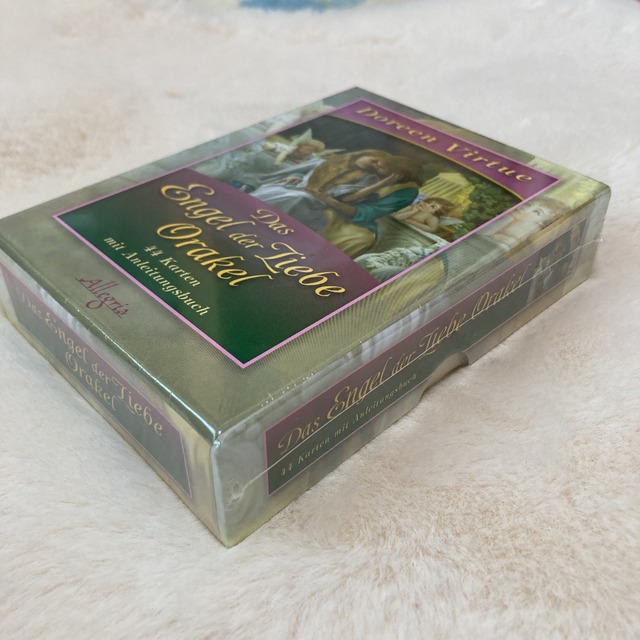 Doreen Virtue
Das
Engel der Liebe
Orakel
44 Karten
mit Anleitungsbuch
Allegria
Das Engel der Liebe
Orakel
Das Engel der Liebe Orakel
44 Karten mit Anleitungsbuch